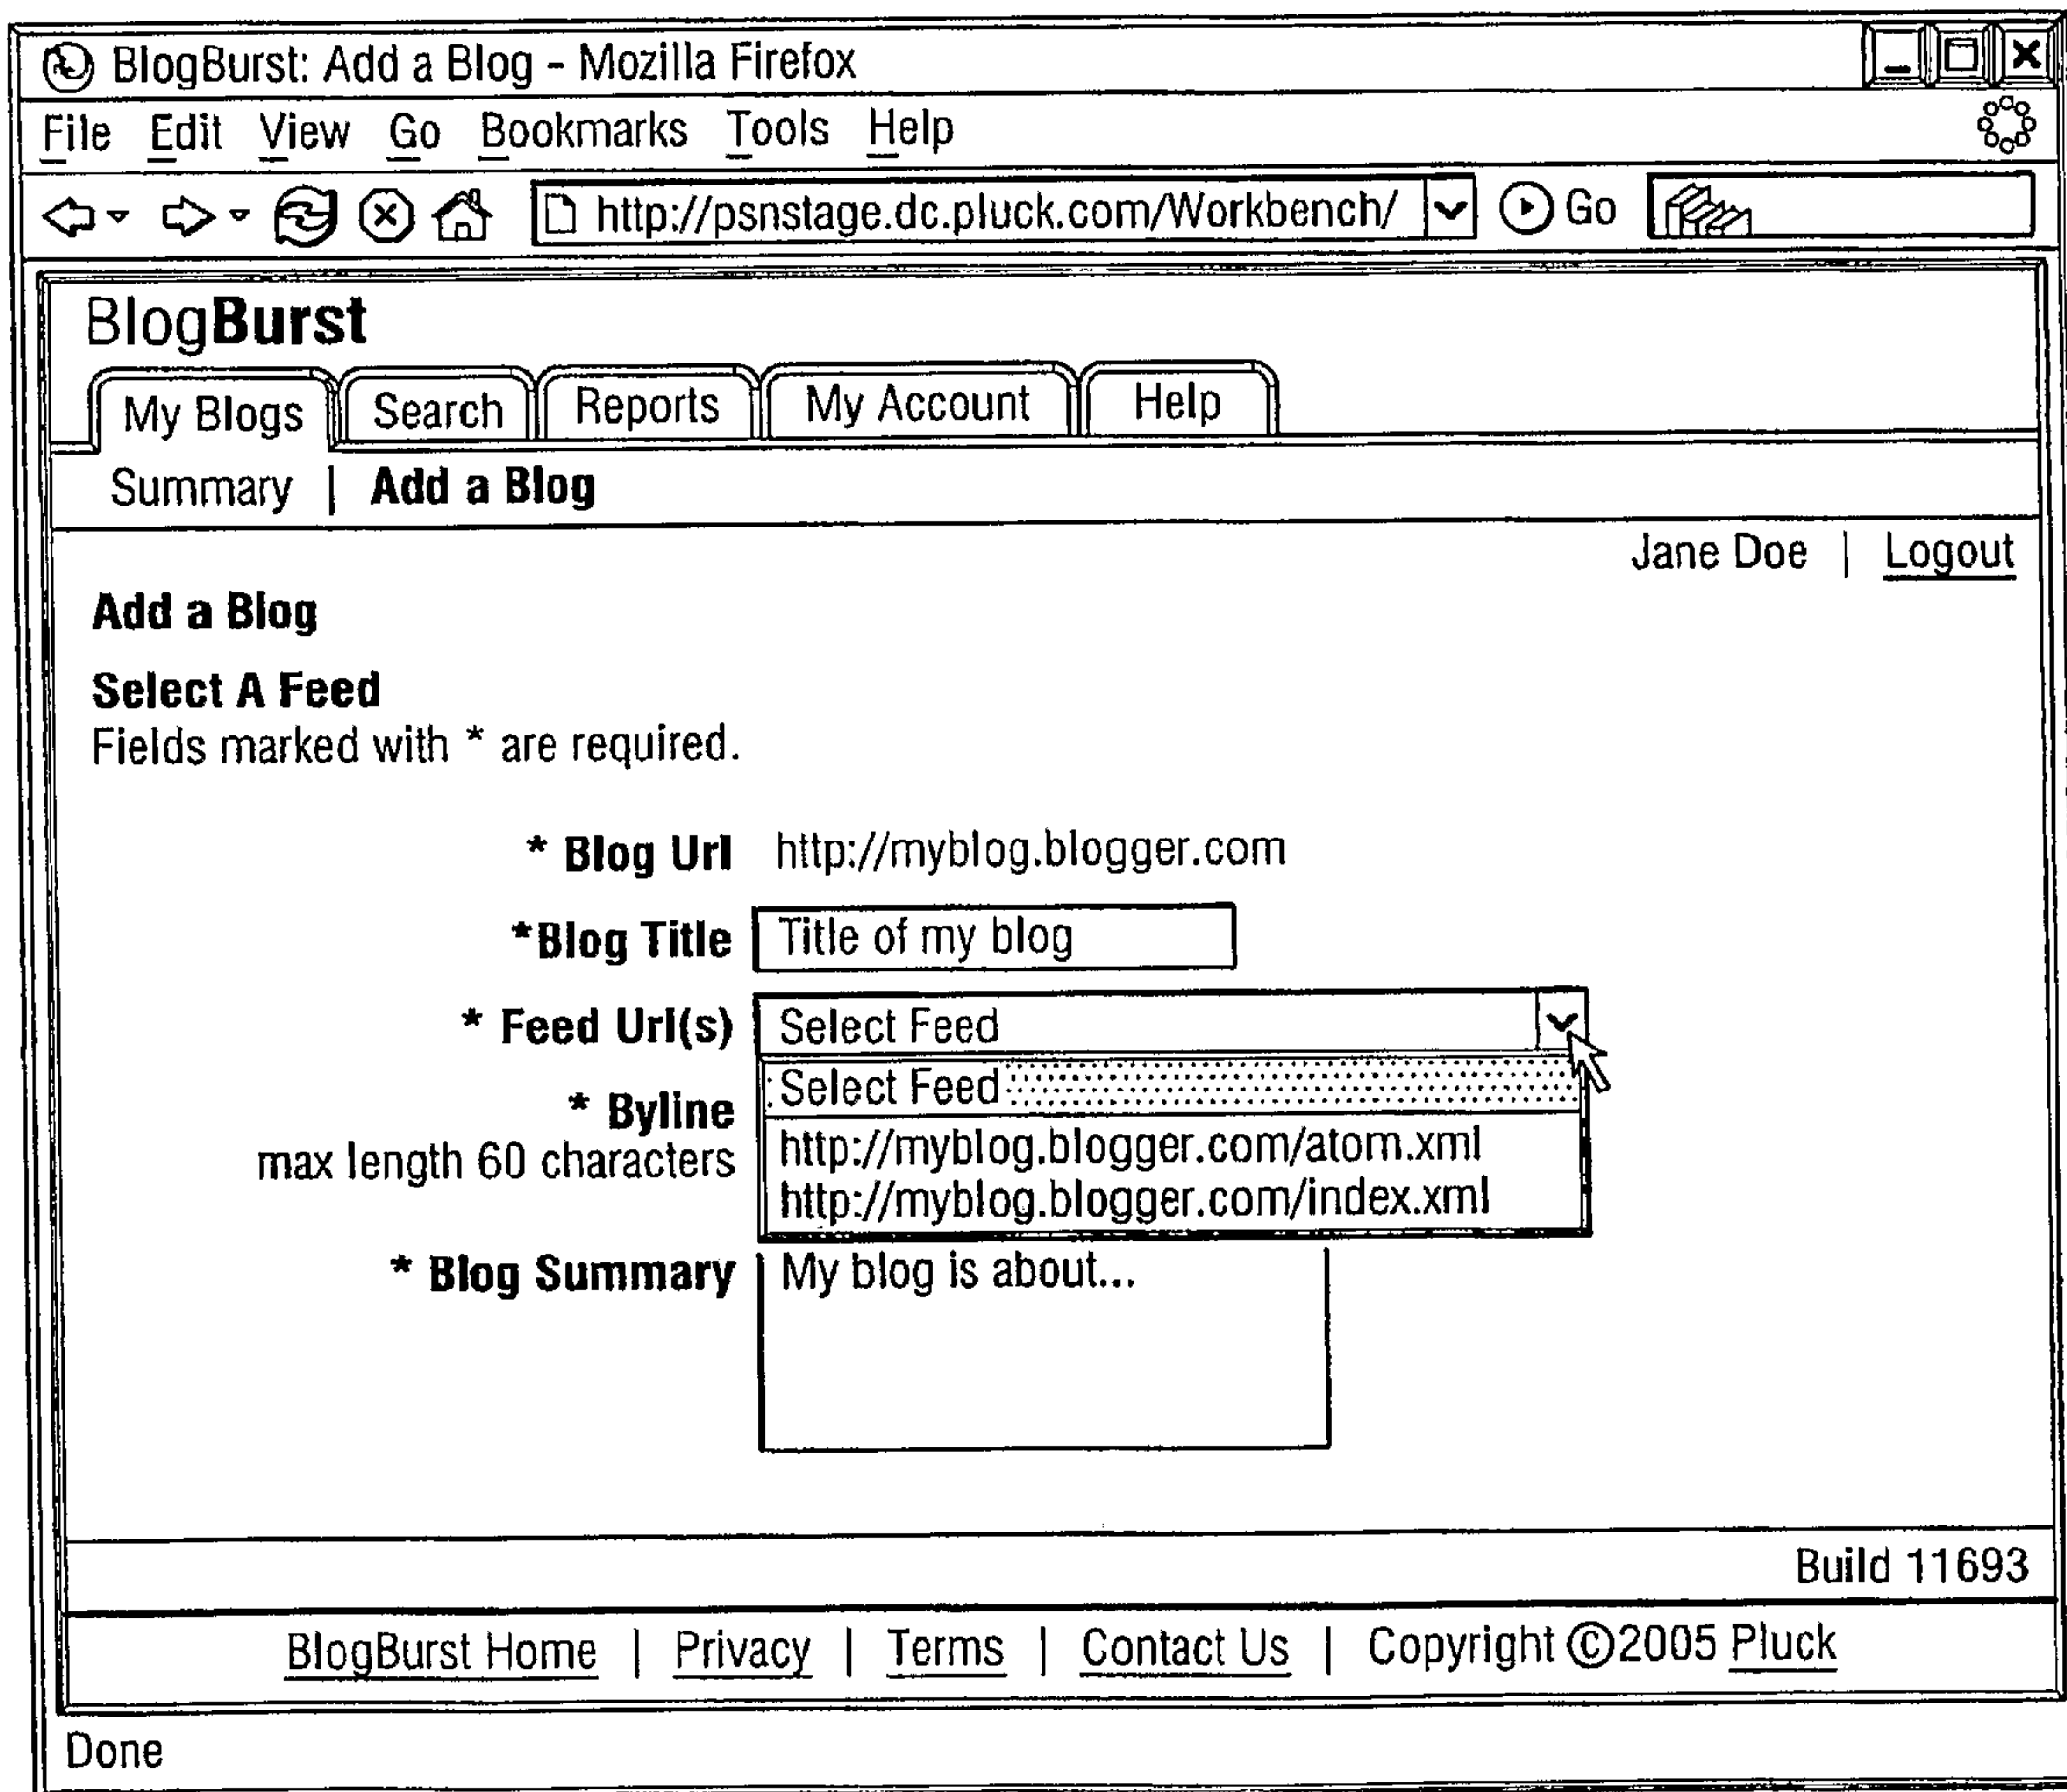 BlogBurst: Add a Blog - Mozilla Firefox
File Edit View Go Bookmarks Tools Help
http://psnstage.dc.pluck.com/Workbench/ Go
BlogBurst
My Blogs Search Reports My Account Help
Summary | Add a Blog
Jane Doe | Logout
Add a Blog
Select A Feed
Fields marked with * are required.
* Blog Url http://myblog.blogger.com
*Blog Title Title of my blog
* Feed Url(s) Select Feed
Select Feed
* Byline
http://myblog.blogger.com/atom.xml
max length 60 characters
http://myblog.blogger.com/index.xml
* Blog Summary My blog is about...
Build 11693
BlogBurst Home | Privacy | Terms | Contact Us | Copyright ©2005 Pluck
Done